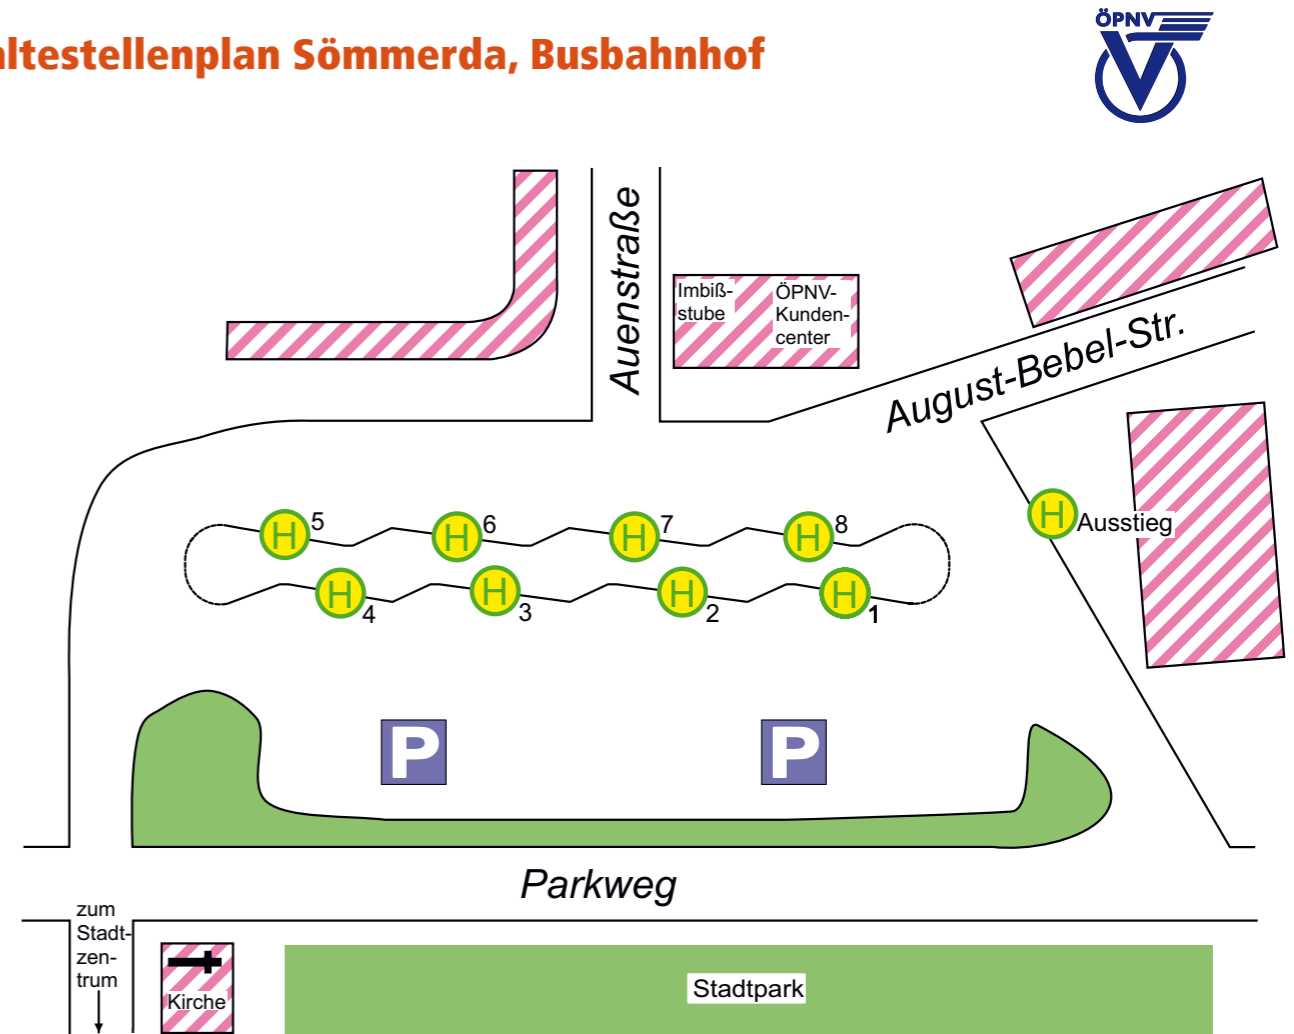 ÖPNV
altestellenplan Sömmerda, Busbahnhof
Auenstraße
Imbiß-
stube
ÖPNV-
Kunden-
center
August-Bebel-Str.
H 5
H 6
H 7
H 8
H Ausstieg
H 4
H 3
H 2
H 1
P
P
Parkweg
zum
Stadt-
zen-
trum
Kirche
Stadtpark